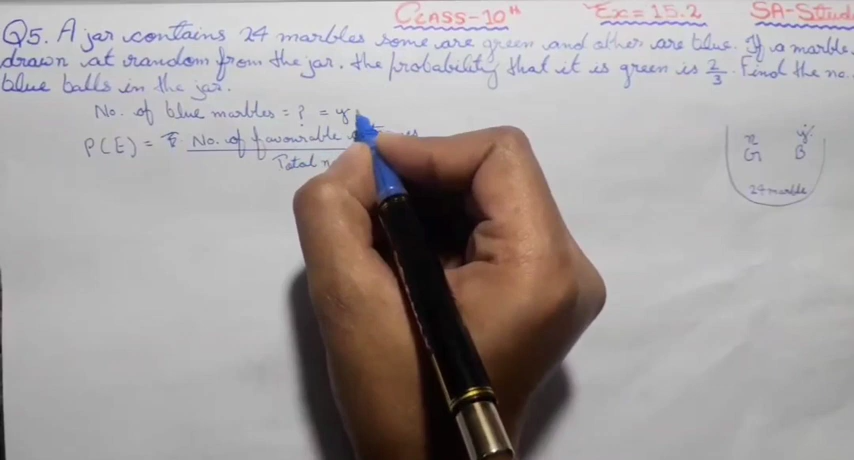 CLASS-10TH Ex = 15.2 SA-Stud
Q5. A jar contains 24 marbles some are green and other are blue. If a marble
drawn at random from the jar. the probability that it is green is 2/3. Find the no.
blue balls in the jar.
No. of blue marbles = ? = y
P(E) = No. of favourable
Total n
x y
G B
24 marble